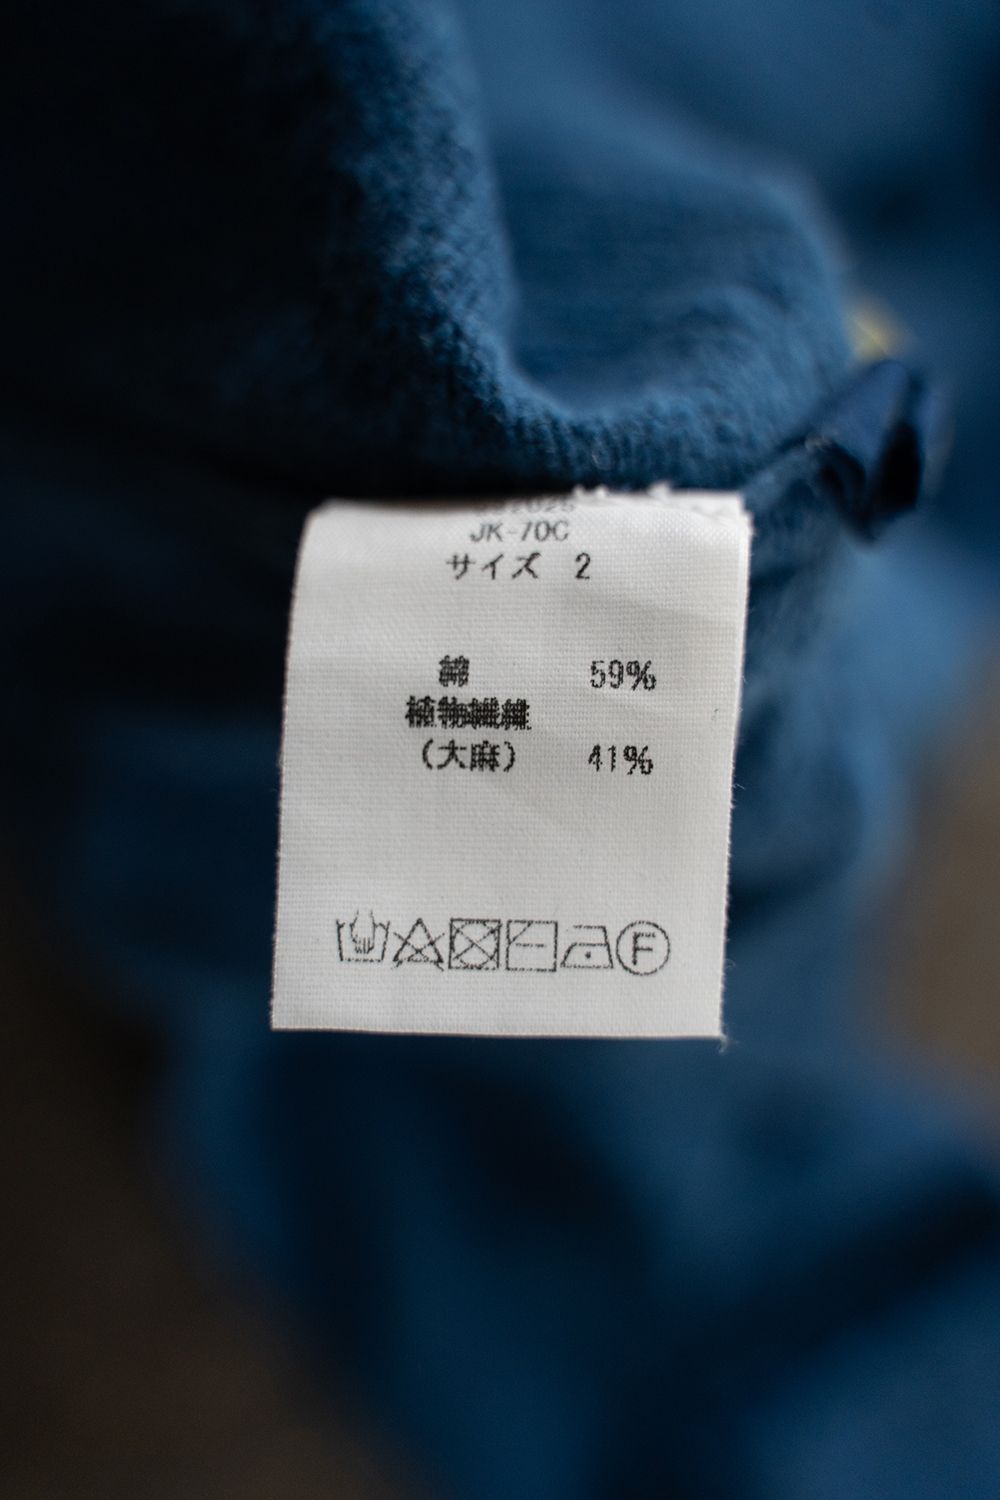 JK-70C
サイズ 2
綿 59%
植物繊維
(大麻) 41%
F